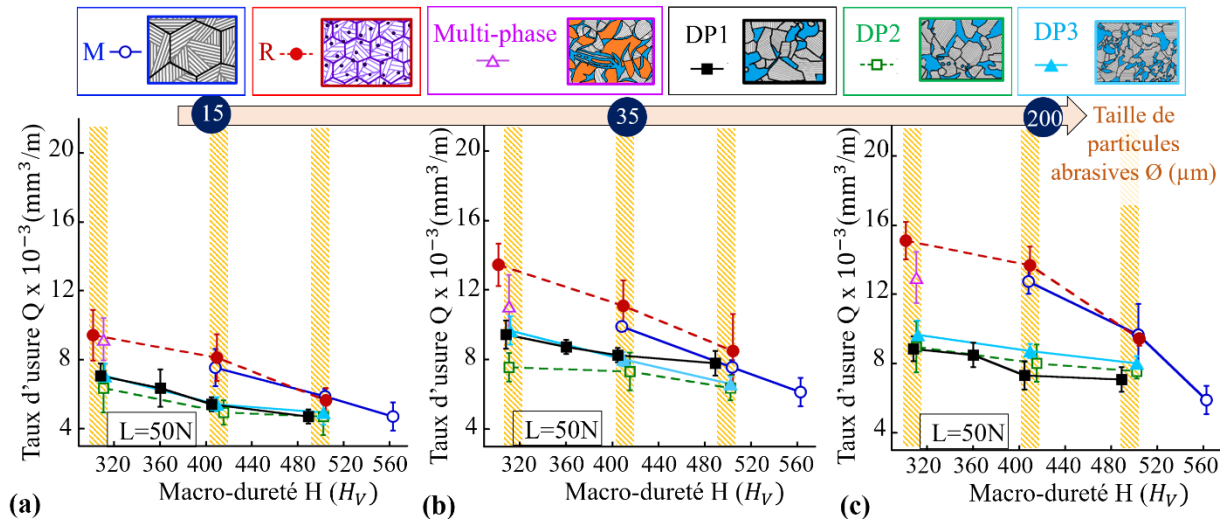 M
R
Multi-phase
DP1
DP2
DP3
15
35
200
Taille de
particules
abrasives Ø (µm)
Taux d'usure Q x 10⁻³ (mm³/m)
20
16
12
8
4
L=50N
320 400 480 560
360 440 520
Macro-dureté H (H_V)
(a)
Taux d'usure Q x 10⁻³ (mm³/m)
20
16
12
8
4
L=50N
320 400 480 560
360 440 520
Macro-dureté H (H_V)
(b)
Taux d'usure Q x 10⁻³ (mm³/m)
20
16
12
8
4
L=50N
320 400 480 560
360 440 520
Macro-dureté H (H_V)
(c)